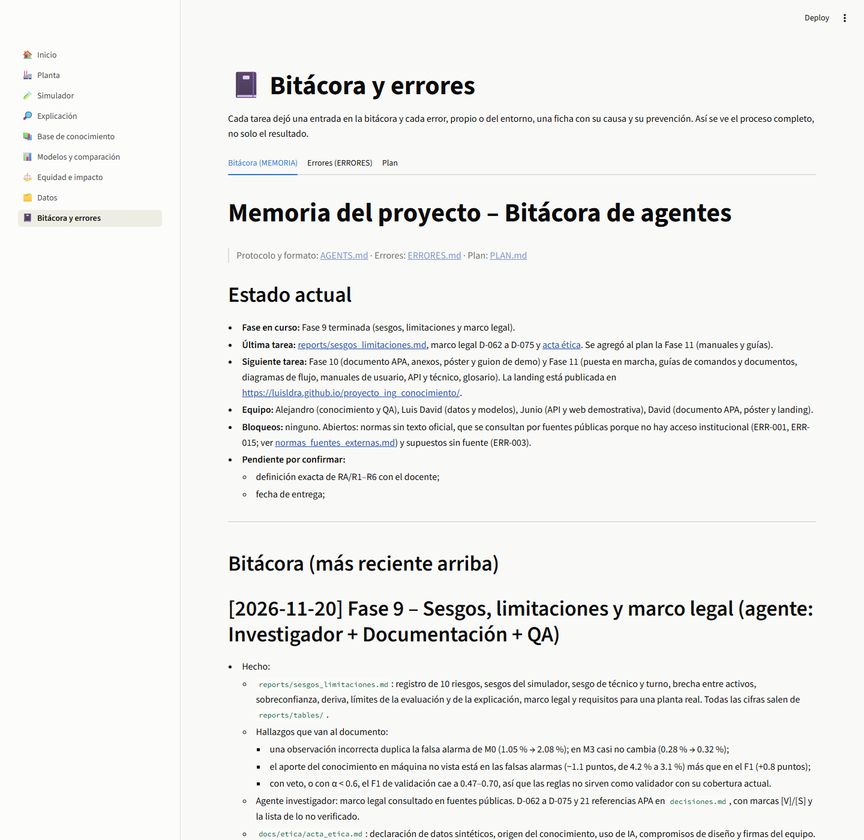 Deploy
Inicio
Planta
Simulador
Explicación
Base de conocimiento
Modelos y comparación
Equidad e impacto
Datos
Bitácora y errores
Bitácora y errores
Cada tarea dejó una entrada en la bitácora y cada error, propio o del entorno, una ficha con su causa y su prevención. Así se ve el proceso completo,
no solo el resultado.
Bitácora (MEMORIA) Errores (ERRORES) Plan
Memoria del proyecto – Bitácora de agentes
Protocolo y formato: AGENTS.md · Errores: ERRORES.md · Plan: PLAN.md
Estado actual
• Fase en curso: Fase 9 terminada (sesgos, limitaciones y marco legal).
• Última tarea: reports/sesgos_limitaciones.md, marco legal D-062 a D-075 y acta ética. Se agregó al plan la Fase 11 (manuales y guías).
• Siguiente tarea: Fase 10 (documento APA, anexos, póster y guion de demo) y Fase 11 (puesta en marcha, guías de comandos y documentos,
diagramas de flujo, manuales de usuario, API y técnico, glosario). La landing está publicada en
https://luisldra.github.io/proyecto_ing_conocimiento/.
• Equipo: Alejandro (conocimiento y QA), Luis David (datos y modelos), Junio (API y web demostrativa), David (documento APA, póster y landing).
• Bloqueos: ninguno. Abiertos: normas sin texto oficial, que se consultan por fuentes públicas porque no hay acceso institucional (ERR-001, ERR-
015; ver normas_fuentes_externas.md) y supuestos sin fuente (ERR-003).
• Pendiente por confirmar:
◦ definición exacta de RA/R1–R6 con el docente;
◦ fecha de entrega;
Bitácora (más reciente arriba)
[2026-11-20] Fase 9 – Sesgos, limitaciones y marco legal (agente:
Investigador + Documentación + QA)
• Hecho:
◦ reports/sesgos_limitaciones.md : registro de 10 riesgos, sesgos del simulador, sesgo de técnico y turno, brecha entre activos,
sobreconfianza, deriva, límites de la evaluación y de la explicación, marco legal y requisitos para una planta real. Todas las cifras salen de
reports/tables/ .
◦ Hallazgos que van al documento:
▪ una observación incorrecta duplica la falsa alarma de M0 (1.05 % → 2.08 %); en M3 casi no cambia (0.28 % → 0.32 %);
▪ el aporte del conocimiento en máquina no vista está en las falsas alarmas (−1.1 puntos, de 4.2 % a 3.1 %) más que en el F1 (+0.8 puntos);
▪ con veto, o con α < 0.6, el F1 de validación cae a 0.47–0.70, así que las reglas no sirven como validador con su cobertura actual.
◦ Agente investigador: marco legal consultado en fuentes públicas. D-062 a D-075 y 21 referencias APA en decisiones.md , con marcas [V]/[S] y
la lista de lo no verificado.
◦ docs/etica/acta_etica.md : declaración de datos sintéticos, origen del conocimiento, uso de IA, compromisos de diseño y firmas del equipo.